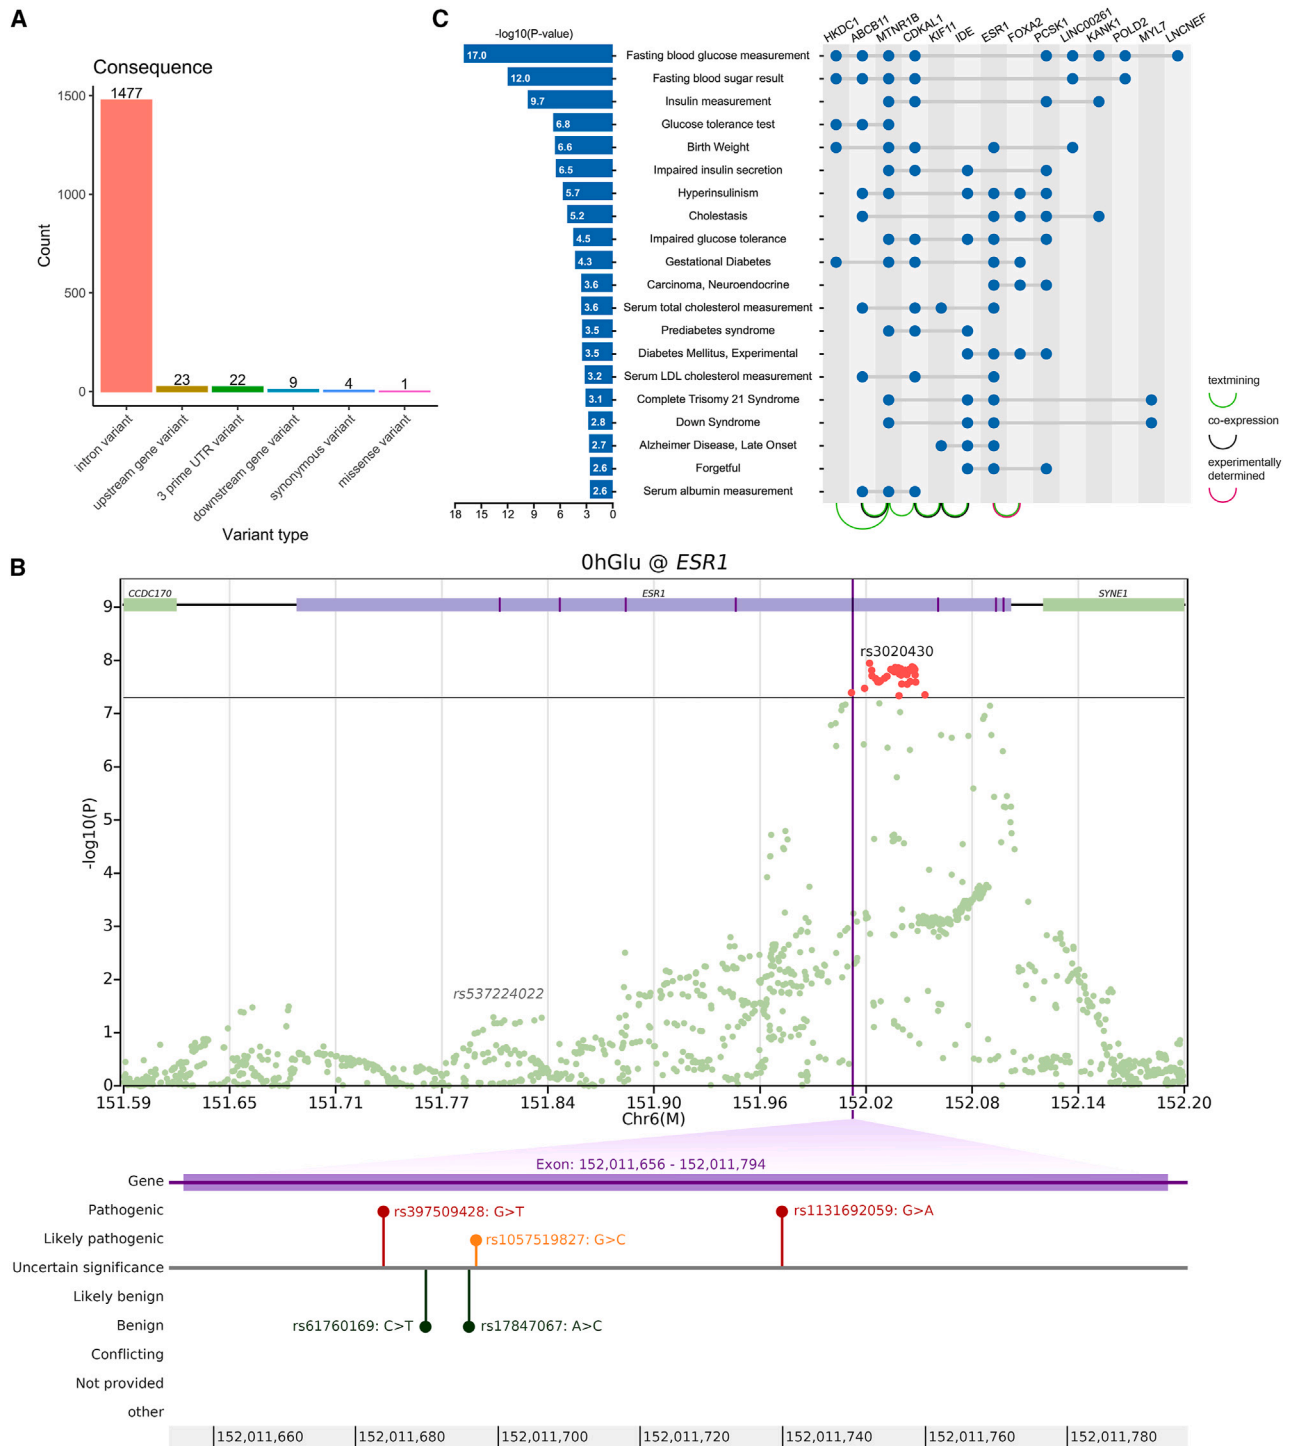 A
Consequence
1500
1000
500
0
Count
1477
23
22
9
4
1
intron variant
upstream gene variant
3 prime UTR variant
downstream gene variant
synonymous variant
missense variant
Variant type
C
-log10(P-value)
HKDC1
ABCB11
MTNR1B
CDKAL1
KIF11
IDE
ESR1
FOXA2
PCSK1
LINC00261
KANK1
POLD2
MYL7
LNCNEF
17.0 Fasting blood glucose measurement
12.0 Fasting blood sugar result
9.7 Insulin measurement
6.8 Glucose tolerance test
6.6 Birth Weight
6.5 Impaired insulin secretion
5.7 Hyperinsulinism
5.2 Cholestasis
4.5 Impaired glucose tolerance
4.3 Gestational Diabetes
3.6 Carcinoma, Neuroendocrine
3.6 Serum total cholesterol measurement
3.5 Prediabetes syndrome
3.5 Diabetes Mellitus, Experimental
3.2 Serum LDL cholesterol measurement
3.1 Complete Trisomy 21 Syndrome
2.8 Down Syndrome
2.7 Alzheimer Disease, Late Onset
2.6 Forgetful
2.6 Serum albumin measurement
18 15 12 9 6 3 0
textmining
co-expression
experimentally
determined
B
0hGlu @ ESR1
CCDC170
ESR1
SYNE1
9
8
7
6
5
4
3
2
1
0
-log10(P)
rs3020430
rs537224022
151.59 151.65 151.71 151.77 151.84 151.90 151.96 152.02 152.08 152.14 152.20
Chr6(M)
Exon: 152,011,656 - 152,011,794
Gene
Pathogenic
rs397509428: G>T
rs1131692059: G>A
Likely pathogenic
rs1057519827: G>C
Uncertain significance
Likely benign
Benign
rs61760169: C>T
rs17847067: A>C
Conflicting
Not provided
other
152,011,660 152,011,680 152,011,700 152,011,720 152,011,740 152,011,760 152,011,780